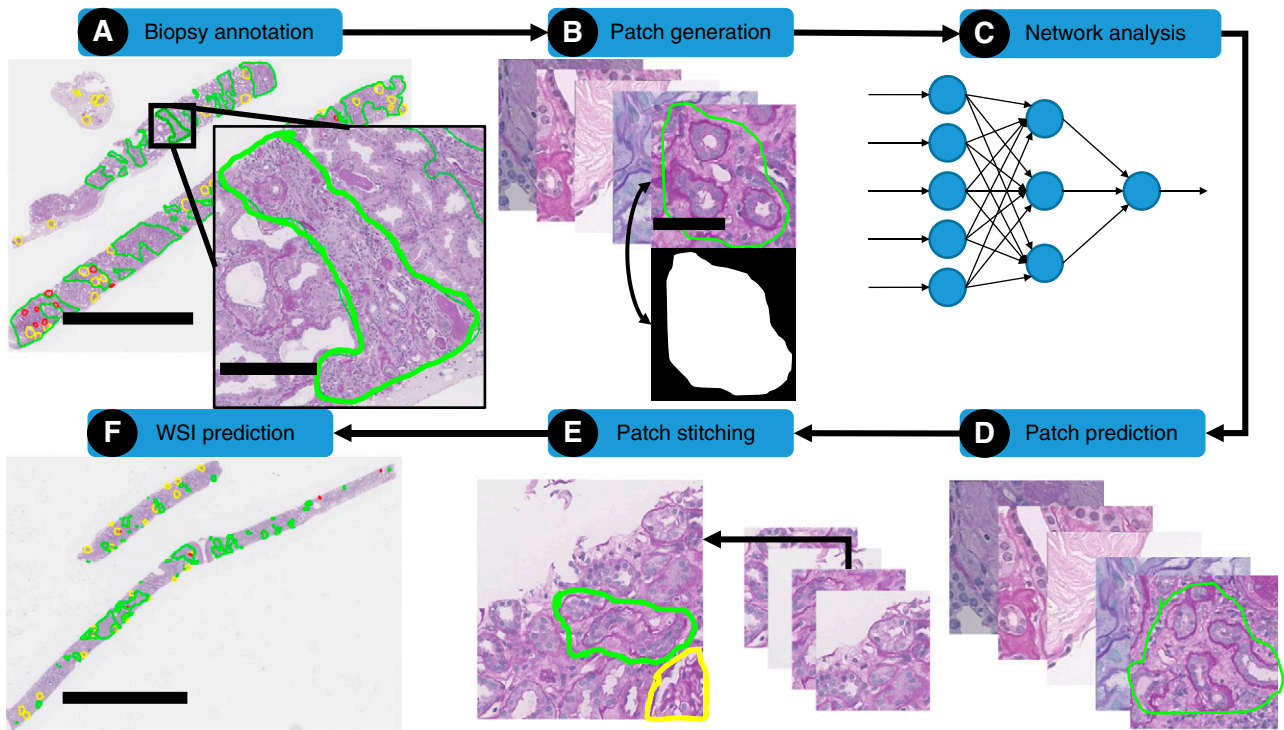 A Biopsy annotation
B Patch generation
C Network analysis
F WSI prediction
E Patch stitching
D Patch prediction